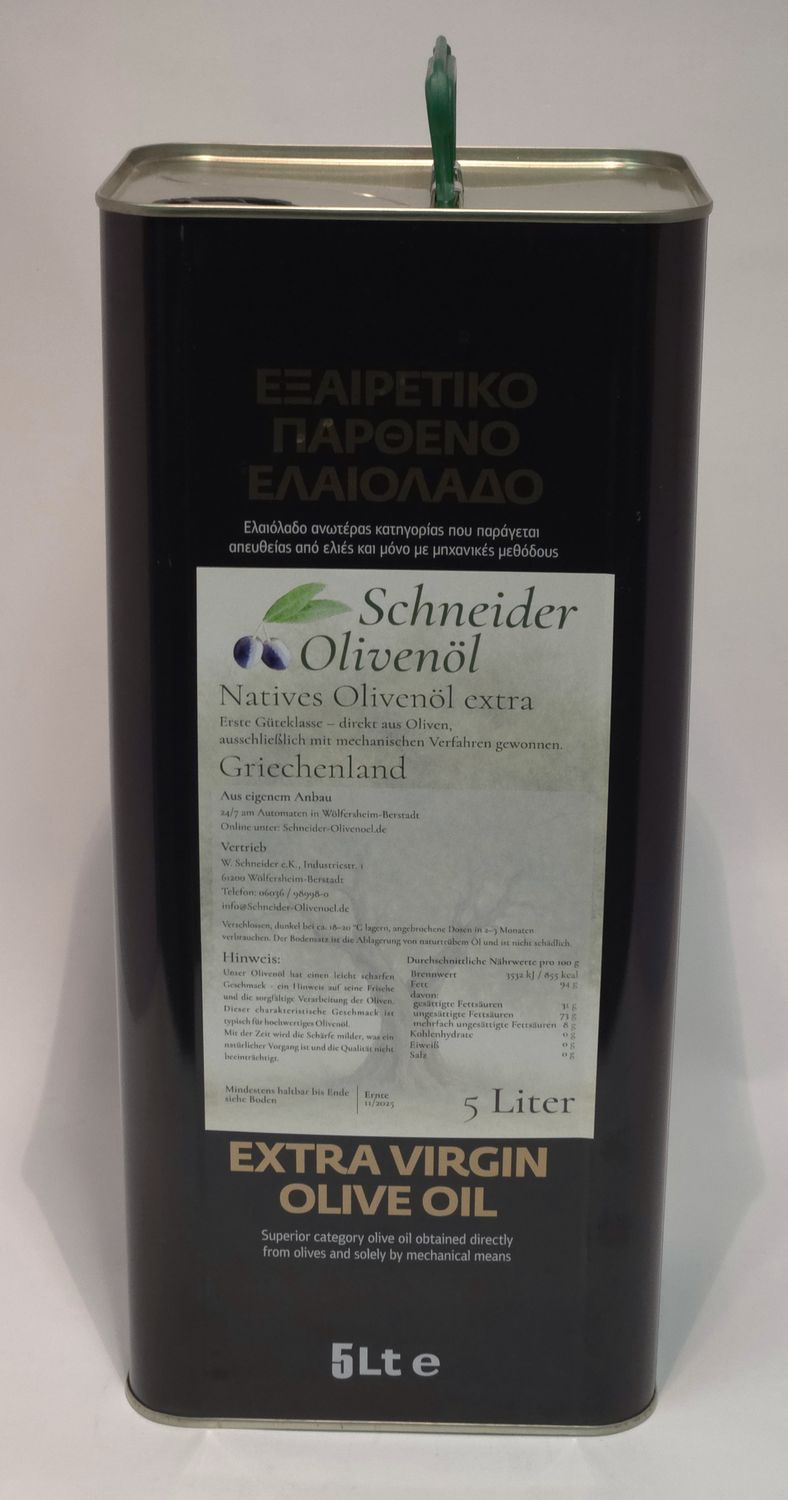 ΕΞΑΙΡΕΤΙΚΟ
ΠΑΡΘΕΝΟ
ΕΛΑΙΟΛΑΔΟ
Ελαιόλαδο ανωτέρας κατηγορίας που παράγεται
απευθείας από ελιές και μόνο με μηχανικές μεθόδους
Schneider
Olivenöl
Natives Olivenöl extra
Erste Güteklasse – direkt aus Oliven,
ausschließlich mit mechanischen Verfahren gewonnen.
Griechenland
Aus eigenem Anbau
24/7 am Automaten in Wölfersheim-Berstadt
Online unter: Schneider-Olivenoel.de
Vertrieb
W. Schneider e.K., Industriestr. 1
61200 Wölfersheim-Berstadt
Telefon: 06036 / 98998-0
info@Schneider-Olivenoel.de
Verschlossen, dunkel bei ca. 18–20 °C lagern, angebrochene Dosen in 2–3 Monaten
verbrauchen. Der Bodensatz ist die Ablagerung von naturtrübem Öl und ist nicht schädlich.
Hinweis:
Unser Olivenöl hat einen leicht scharfen
Geschmack - ein Hinweis auf seine Frische
und die sorgfältige Verarbeitung der Oliven.
Dieser charakteristische Geschmack ist
typisch für hochwertiges Olivenöl.
Mit der Zeit wird die Schärfe milder, was ein
natürlicher Vorgang ist und die Qualität nicht
beeinträchtigt.
Durchschnittliche Nährwerte pro 100 g
Brennwert 3532 kJ / 855 kcal
Fett 94 g
davon:
gesättigte Fettsäuren 31 g
ungesättigte Fettsäuren 73 g
mehrfach ungesättigte Fettsäuren 8 g
Kohlenhydrate 0 g
Eiweiß 0 g
Salz 0 g
Mindestens haltbar bis Ende
siehe Boden
Ernte
11/2025
5 Liter
EXTRA VIRGIN
OLIVE OIL
Superior category olive oil obtained directly
from olives and solely by mechanical means
5Lt e